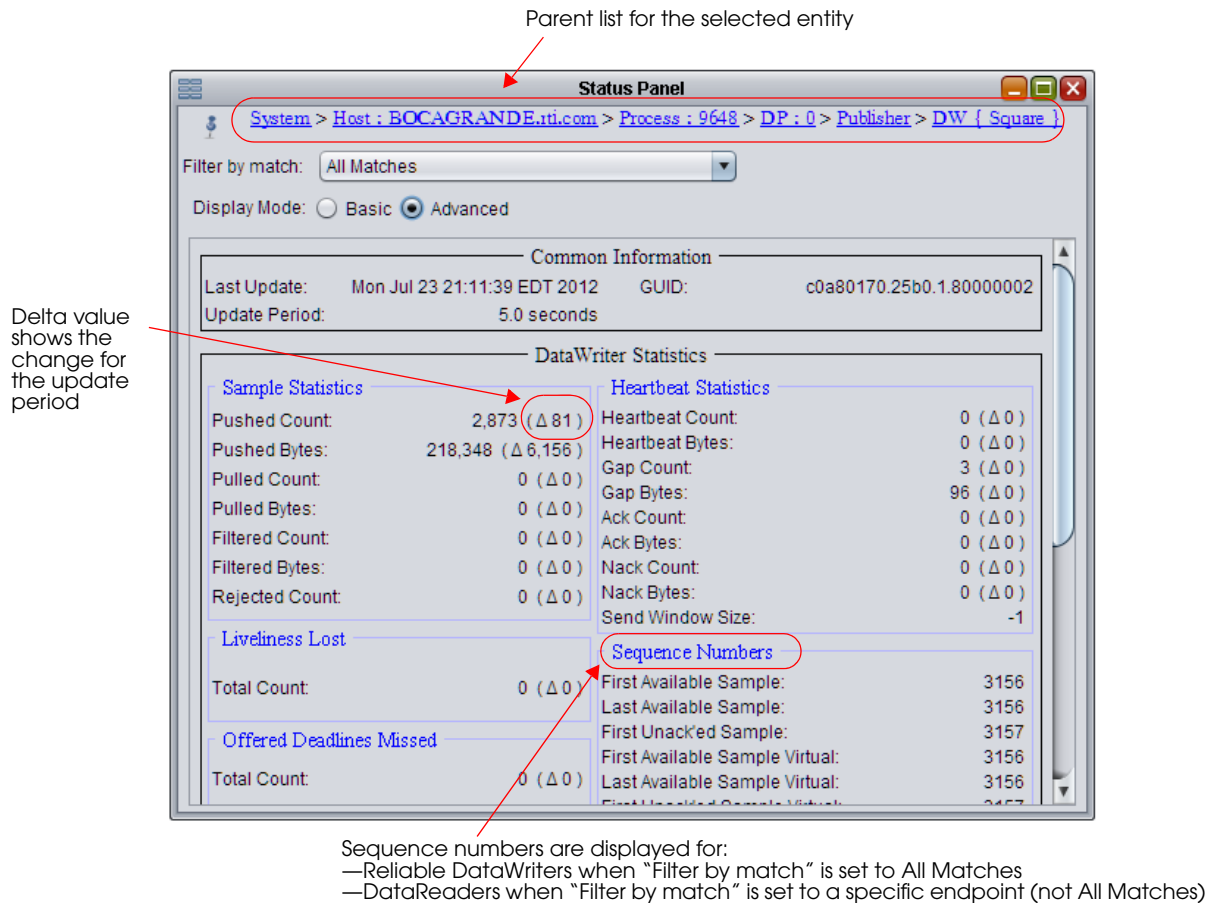 Parent list for the selected entity
Status Panel
System > Host : BOCAGRANDE.rti.com > Process : 9648 > DP : 0 > Publisher > DW { Square }
Filter by match: All Matches
Display Mode: Basic Advanced
Common Information
Last Update: Mon Jul 23 21:11:39 EDT 2012 GUID: c0a80170.25b0.1.80000002
Update Period: 5.0 seconds
Delta value
shows the
change for
the update
period
DataWriter Statistics
Sample Statistics
Pushed Count: 2,873 (Δ 81 )
Pushed Bytes: 218,348 (Δ 6,156 )
Pulled Count: 0 (Δ 0 )
Pulled Bytes: 0 (Δ 0 )
Filtered Count: 0 (Δ 0 )
Filtered Bytes: 0 (Δ 0 )
Rejected Count: 0 (Δ 0 )
Liveliness Lost
Total Count: 0 (Δ 0 )
Offered Deadlines Missed
Total Count: 0 (Δ 0 )
Heartbeat Statistics
Heartbeat Count: 0 (Δ 0 )
Heartbeat Bytes: 0 (Δ 0 )
Gap Count: 3 (Δ 0 )
Gap Bytes: 96 (Δ 0 )
Ack Count: 0 (Δ 0 )
Ack Bytes: 0 (Δ 0 )
Nack Count: 0 (Δ 0 )
Nack Bytes: 0 (Δ 0 )
Send Window Size: -1
Sequence Numbers
First Available Sample: 3156
Last Available Sample: 3156
First Unack'ed Sample: 3157
First Available Sample Virtual: 3156
Last Available Sample Virtual: 3156
First Unack'ed Sample Virtual: 3157
Sequence numbers are displayed for:
—Reliable DataWriters when “Filter by match” is set to All Matches
—DataReaders when “Filter by match” is set to a specific endpoint (not All Matches)